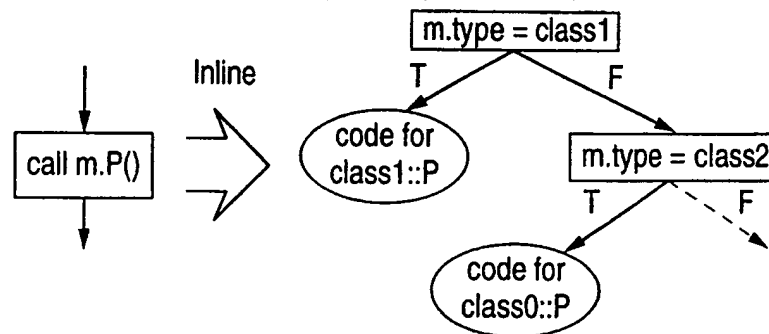 m.type = class1
Inline
T
F
call m.P()
code for
class1::P
m.type = class2
T
F
code for
class0::P